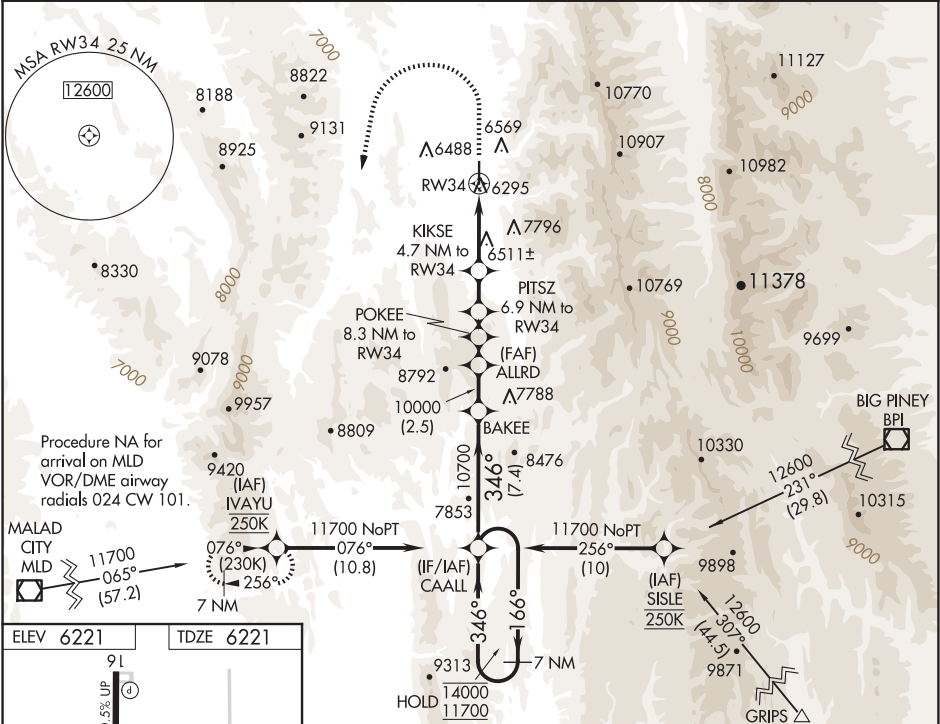 MSA RW34 25 NM
12600
7000
8822
8188
9131
8925
11127
10770
9000
6569
6488
10907
10982
RW34
6295
8000
KIKSE
4.7 NM to
RW34
7796
6511±
8330
8000
PITSZ
6.9 NM to
RW34
10769
11378
POKEE
8.3 NM to
RW34
9000
10000
9699
7000
9078
9000
8792
(FAF)
ALLRD
7788
10000
(2.5)
BAKEE
9957
8809
BIG PINEY
BPI
Procedure NA for
arrival on MLD
VOR/DME airway
radials 024 CW 101.
9420
8476
10330
12600
231°
(29.8)
10315
9000
10700
346°
(7.4)
7853
(IAF)
IVAYU
250K
MALAD
CITY
MLD
11700
065°
(57.2)
076°
(230K)
256°
7 NM
11700 NoPT
076°
(10.8)
(IF/IAF)
CAALL
11700 NoPT
256°
(10)
(IAF)
SISLE
250K
9898
12600
307°
(44.5)
9871
GRIPS
346°
166°
7 NM
9313
HOLD
14000
11700
ELEV 6221
TDZE 6221
16
P
.5% UP